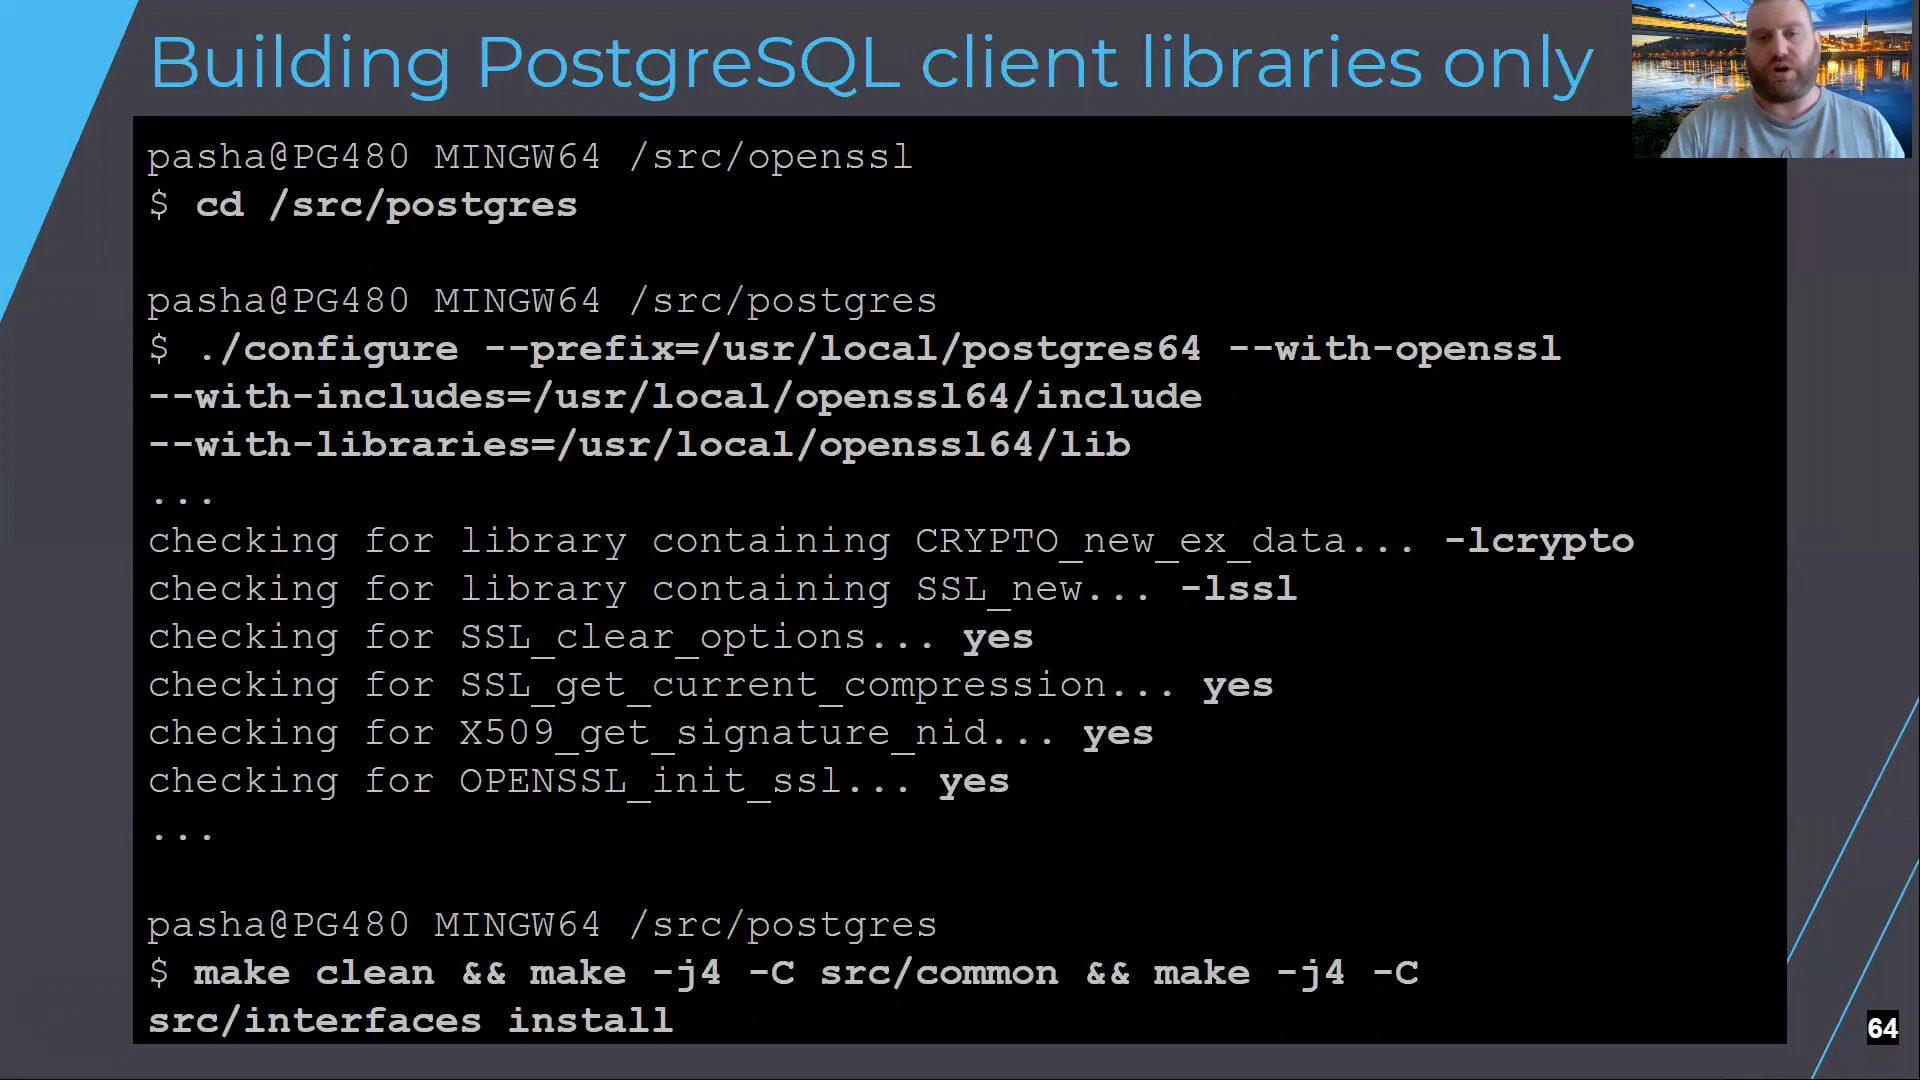 Building PostgreSQL client libraries only
pasha@PG480 MINGW64 /src/openssl
$ cd /src/postgres
pasha@PG480 MINGW64 /src/postgres
$ ./configure --prefix=/usr/local/postgres64 --with-openssl
--with-includes=/usr/local/openssl64/include
--with-libraries=/usr/local/openssl64/lib
...
checking for library containing CRYPTO_new_ex_data... -lcrypto
checking for library containing SSL_new... -lssl
checking for SSL_clear_options... yes
checking for SSL_get_current_compression... yes
checking for X509_get_signature_nid... yes
checking for OPENSSL_init_ssl... yes
...
pasha@PG480 MINGW64 /src/postgres
$ make clean && make -j4 -C src/common && make -j4 -C
src/interfaces install
64